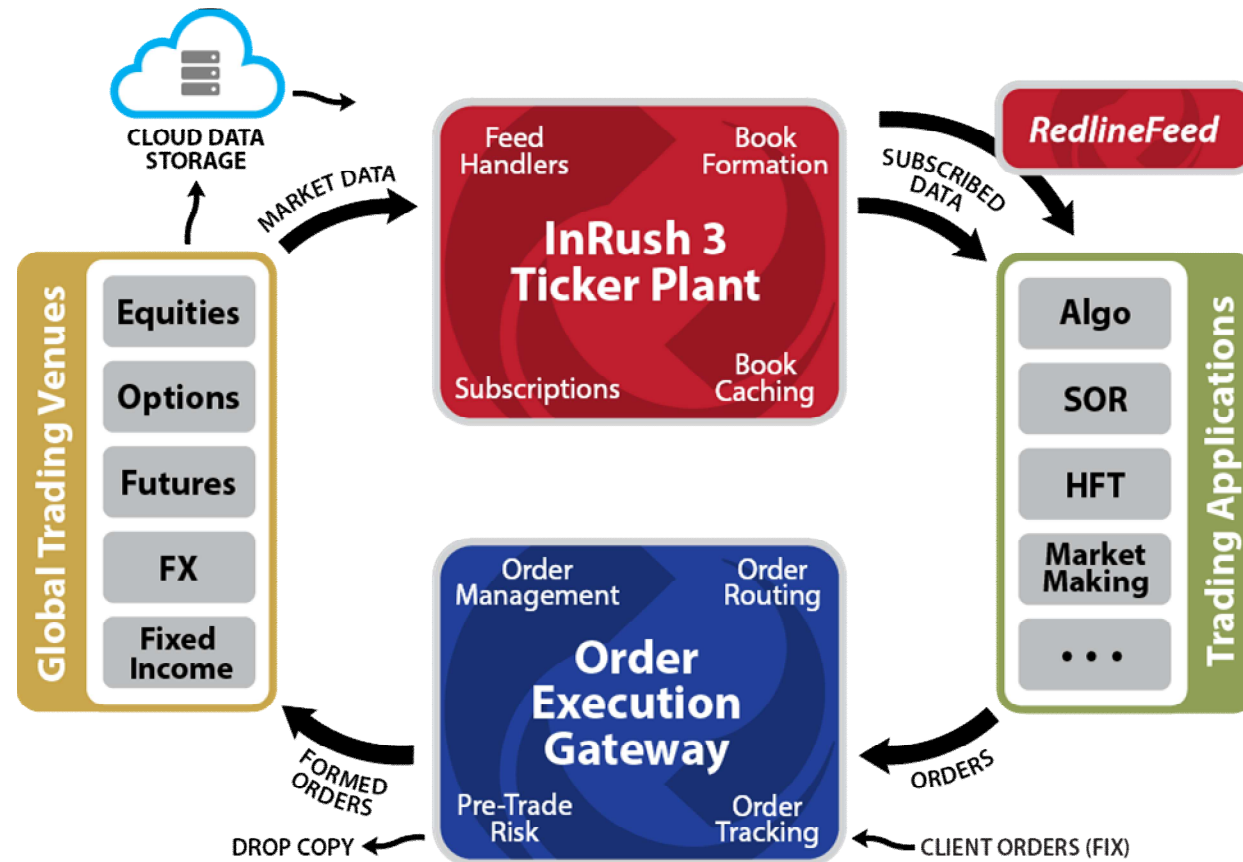 CLOUD DATA
STORAGE
MARKET DATA
Feed
Handlers
Book
Formation
InRush 3
Ticker Plant
Subscriptions
Book
Caching
SUBSCRIBED
DATA
RedlineFeed
Global Trading Venues
Equities
Options
Futures
FX
Fixed
Income
Trading Applications
Algo
SOR
HFT
Market
Making
• • •
Order
Management
Order
Routing
Order
Execution
Gateway
Pre-Trade
Risk
Order
Tracking
FORMED
ORDERS
ORDERS
DROP COPY
CLIENT ORDERS (FIX)